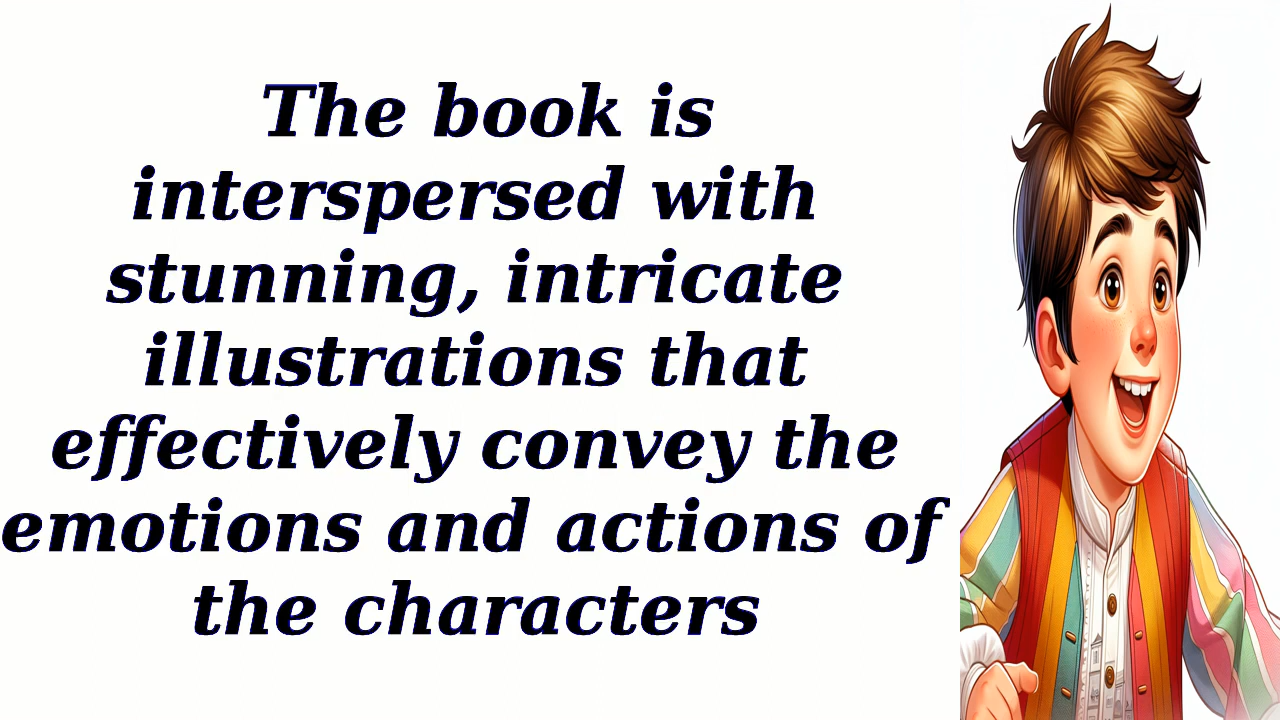 The book is
interspersed with
stunning, intricate
illustrations that
effectively convey the
emotions and actions of
the characters